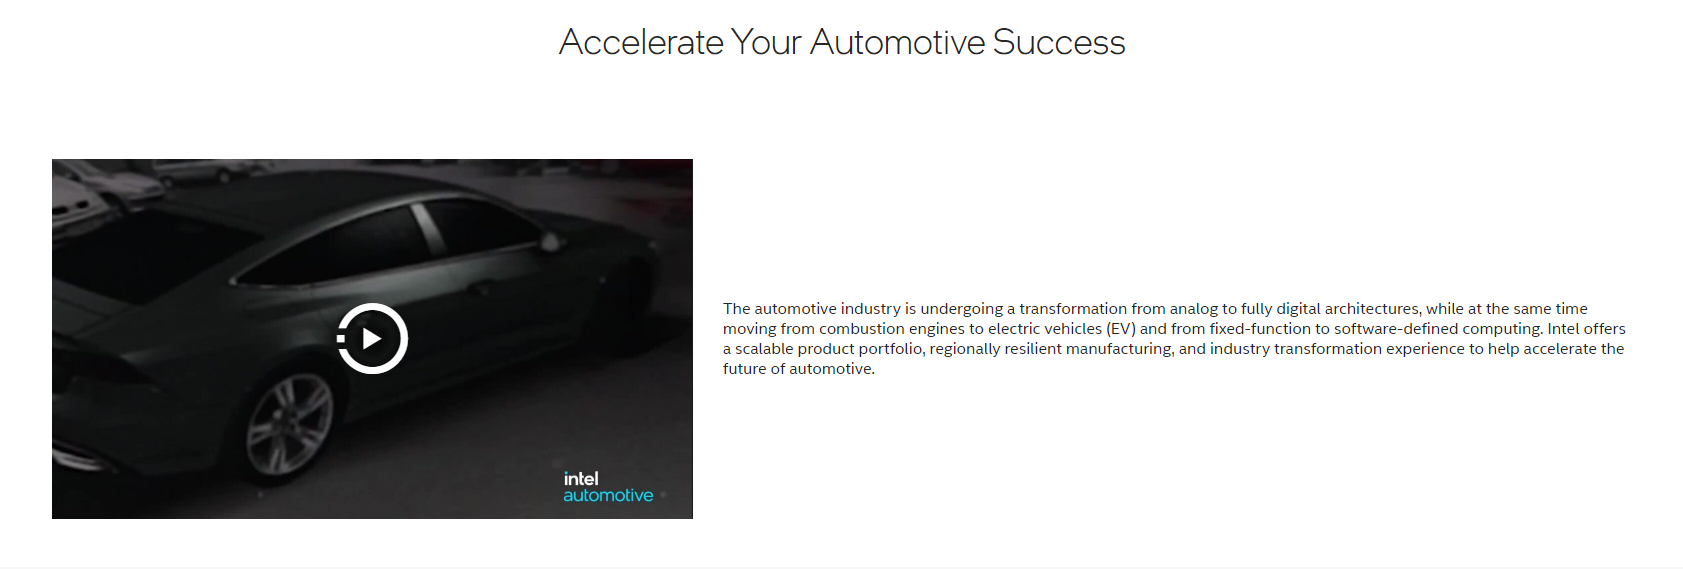 Accelerate Your Automotive Success
intel
automotive
The automotive industry is undergoing a transformation from analog to fully digital architectures, while at the same time
moving from combustion engines to electric vehicles (EV) and from fixed-function to software-defined computing. Intel offers
a scalable product portfolio, regionally resilient manufacturing, and industry transformation experience to help accelerate the
future of automotive.